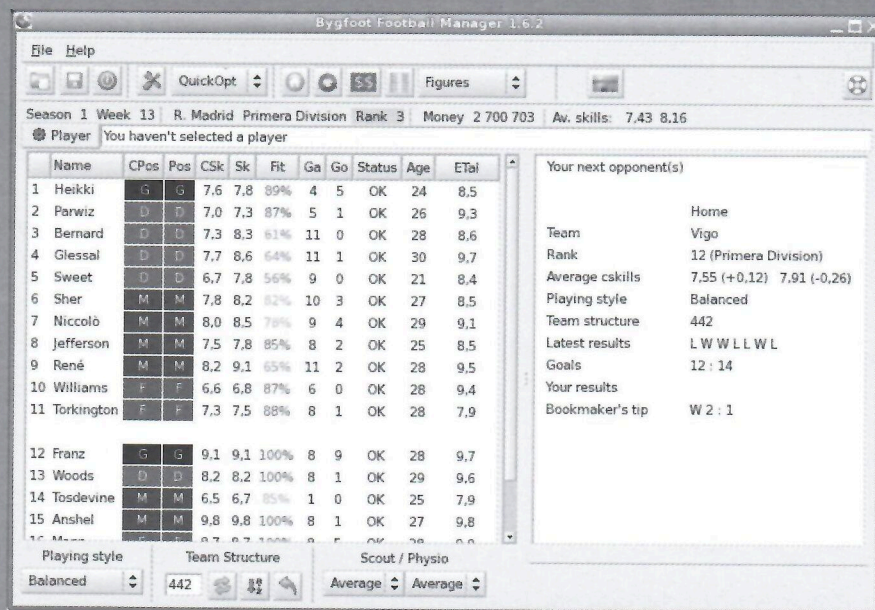 Bygfoot Football Manager 1.6.2
File Help
QuickOpt SS Figures
Season 1 Week 13 R. Madrid Primera Division Rank 3 Money 2 700 703 Av. skills: 7,43 8,16
Player You haven't selected a player
Name CPos Pos CSk Sk Fit Ga Go Status Age ETal
1 Heikki G G 7,6 7,8 89% 4 5 OK 24 8,5
2 Parwiz D D 7,0 7,3 87% 5 1 OK 26 9,3
3 Bernard D D 7,3 8,3 61% 11 0 OK 28 8,6
4 Glessal D D 7,7 8,6 64% 11 1 OK 30 9,7
5 Sweet D D 6,7 7,8 56% 9 0 OK 21 8,4
6 Sher M M 7,8 8,2 82% 10 3 OK 27 8,5
7 Niccolò M M 8,0 8,5 78% 9 4 OK 29 9,1
8 Jefferson M M 7,5 7,8 85% 8 2 OK 25 8,5
9 René M M 8,2 9,1 65% 11 2 OK 28 9,5
10 Williams F F 6,6 6,8 87% 6 0 OK 28 9,4
11 Torkington F F 7,3 7,5 88% 8 1 OK 28 7,9
12 Franz G G 9,1 9,1 100% 8 9 OK 28 9,7
13 Woods D D 8,2 8,2 100% 8 1 OK 29 9,6
14 Tosdevine M M 6,5 6,7 85% 1 0 OK 25 7,9
15 Anshel M M 9,8 9,8 100% 8 1 OK 27 9,8
Your next opponent(s)
Home
Team Vigo
Rank 12 (Primera Division)
Average cskills 7,55 (+0,12) 7,91 (-0,26)
Playing style Balanced
Team structure 442
Latest results L W W L L W L
Goals 12 : 14
Your results
Bookmaker's tip W 2 : 1
Playing style Team Structure Scout / Physio
Balanced 442 Average Average